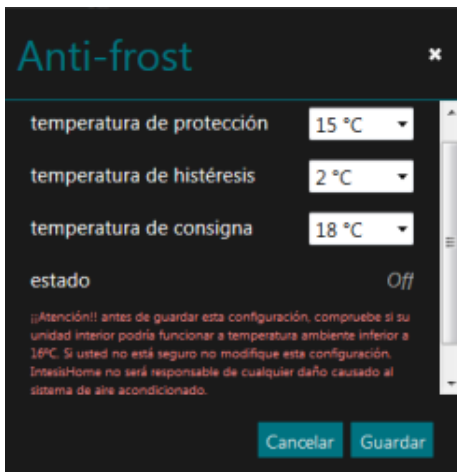 Anti-frost
temperatura de protección 15 °C
temperatura de histéresis 2 °C
temperatura de consigna 18 °C
estado Off
¡¡Atención!! antes de guardar esta configuración, compruebe si su
unidad interior podría funcionar a temperatura ambiente inferior a
16ºC. Si usted no está seguro no modifique esta configuración.
IntesisHome no será responsable de cualquier daño causado al
sistema de aire acondicionado.
Cancelar Guardar